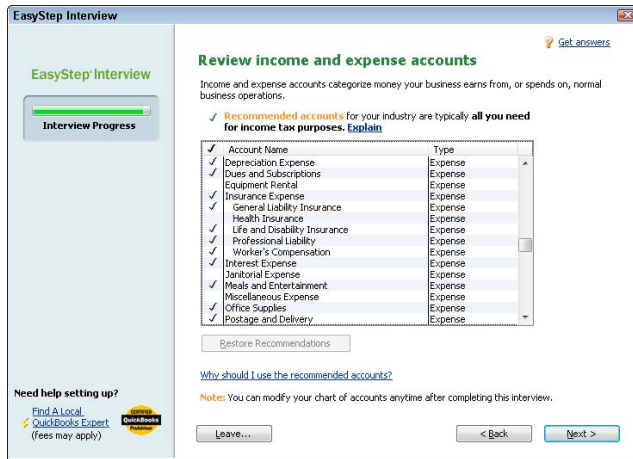 EasyStep Interview
Get answers
EasyStep Interview
Interview Progress
Review income and expense accounts
Income and expense accounts categorize money your business earns from, or spends on, normal
business operations.
✓ Recommended accounts for your industry are typically all you need
for income tax purposes. Explain
✓ Account Name Type
✓ Depreciation Expense Expense
✓ Dues and Subscriptions Expense
Equipment Rental Expense
✓ Insurance Expense Expense
✓ General Liability Insurance Expense
Health Insurance Expense
✓ Life and Disability Insurance Expense
✓ Professional Liability Expense
✓ Worker's Compensation Expense
✓ Interest Expense Expense
Janitorial Expense Expense
✓ Meals and Entertainment Expense
Miscellaneous Expense Expense
✓ Office Supplies Expense
✓ Postage and Delivery Expense
Restore Recommendations
Why should I use the recommended accounts?
Note: You can modify your chart of accounts anytime after completing this interview.
Need help setting up?
Find A Local
QuickBooks Expert
(fees may apply)
CERTIFIED
QuickBooks
ProAdvisor
Leave...
< Back
Next >